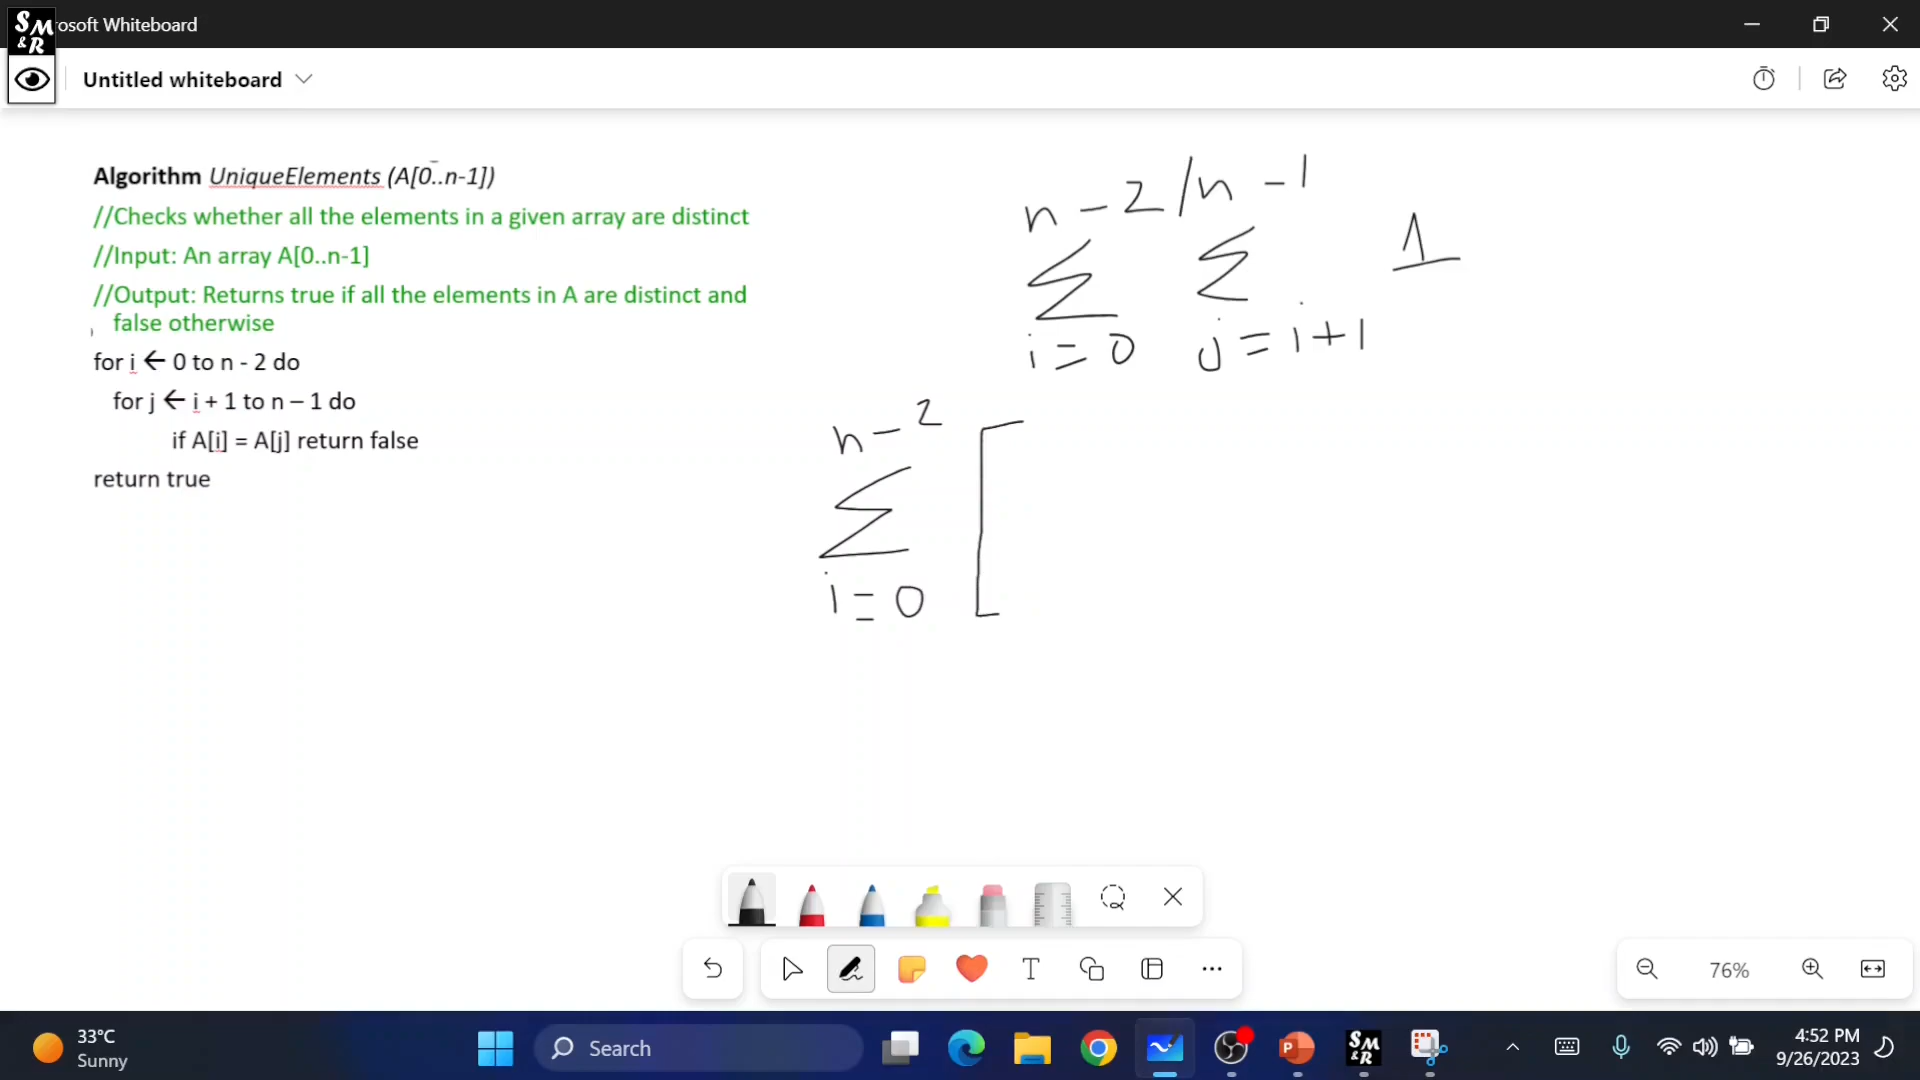 SM
&R
osoft Whiteboard
Untitled whiteboard
Algorithm UniqueElements (A[0..n-1])
//Checks whether all the elements in a given array are distinct
//Input: An array A[0..n-1]
//Output: Returns true if all the elements in A are distinct and
false otherwise
for i ← 0 to n - 2 do
for j ← i + 1 to n – 1 do
if A[i] = A[j] return false
return true
n - 2 / n - 1
∑ ∑ 1
i = 0 j = i + 1
n - 2
∑ [
i = 0
76%
33°C
Sunny
Search
SM
&R
4:52 PM
9/26/2023